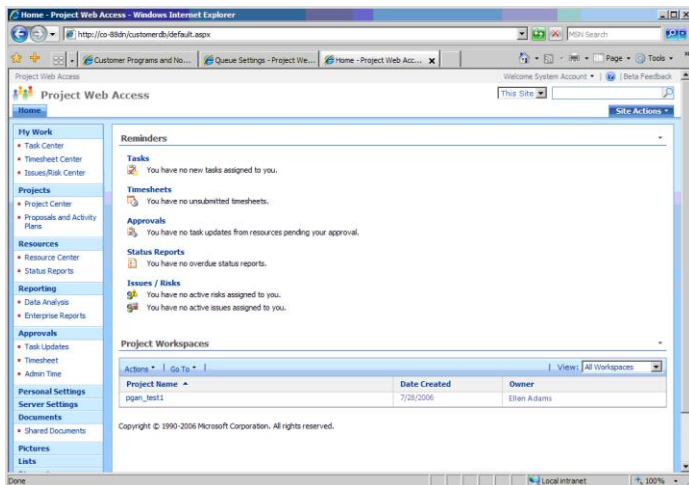 Home - Project Web Access - Windows Internet Explorer
http://co-88dn/customerdb/default.aspx
MSN Search
Customer Programs and No...
Queue Settings - Project We...
Home - Project Web Acc...
Page
Tools
Project Web Access
Welcome System Account
Beta Feedback
Project Web Access
This Site
Home
Site Actions
My Work
Task Center
Timesheet Center
Issues/Risk Center
Projects
Project Center
Proposals and Activity
Plans
Resources
Resource Center
Status Reports
Reporting
Data Analysis
Enterprise Reports
Approvals
Task Updates
Timesheet
Admin Time
Personal Settings
Server Settings
Documents
Shared Documents
Pictures
Lists
Reminders
Tasks
You have no new tasks assigned to you.
Timesheets
You have no unsubmitted timesheets.
Approvals
You have no task updates from resources pending your approval.
Status Reports
You have no overdue status reports.
Issues / Risks
You have no active risks assigned to you.
You have no active issues assigned to you.
Project Workspaces
Actions | Go To |
| View: All Workspaces
Project Name Date Created Owner
pgan_test1 7/28/2006 Ellen Adams
Copyright © 1990-2006 Microsoft Corporation. All rights reserved.
Done
Local intranet
100%